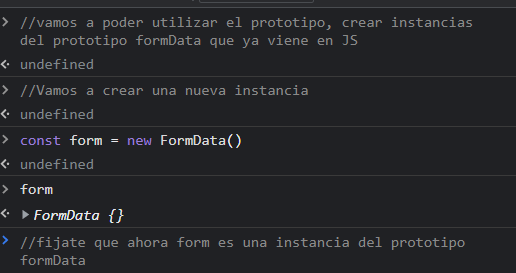 //vamos a poder utilizar el prototipo, crear instancias
del prototipo formData que ya viene en JS
undefined
//Vamos a crear una nueva instancia
undefined
const form = new FormData()
undefined
form
FormData {}
//fijate que ahora form es una instancia del prototipo
formData